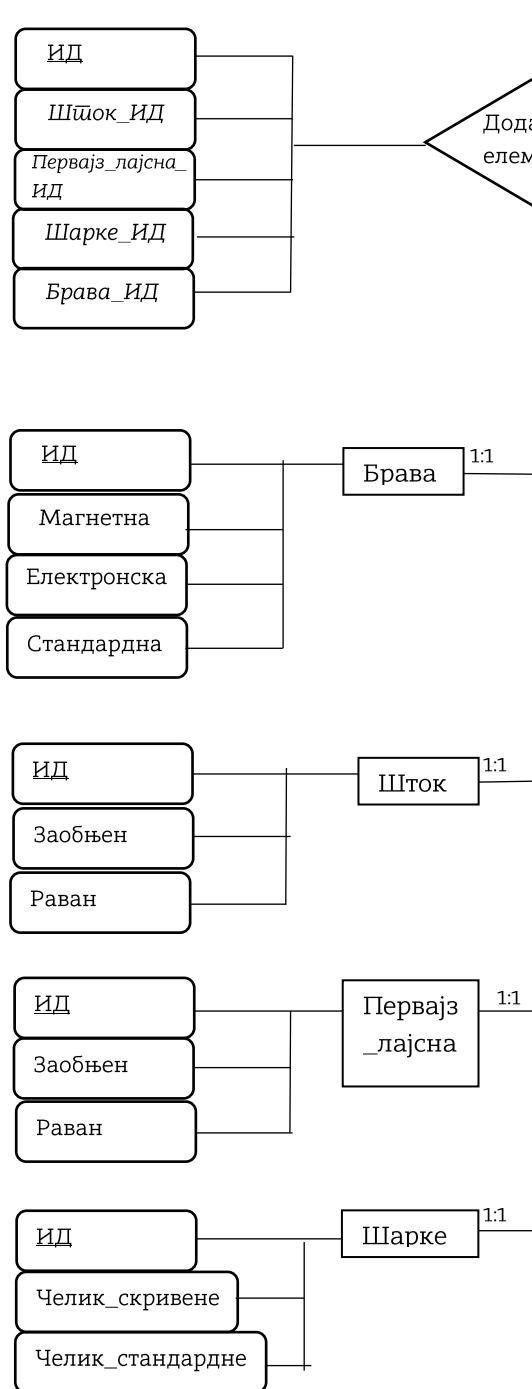 ИД
Шток_ИД
Первајз_лајсна_
ИД
Шарке_ИД
Брава_ИД
ИД
Магнетна
Електронска
Стандардна
Брава
1:1
ИД
Заобњен
Раван
Шток
1:1
ИД
Заобњен
Раван
Первајз
_лајсна
1:1
ИД
Челик_скривене
Челик_стандардне
Шарке
1:1